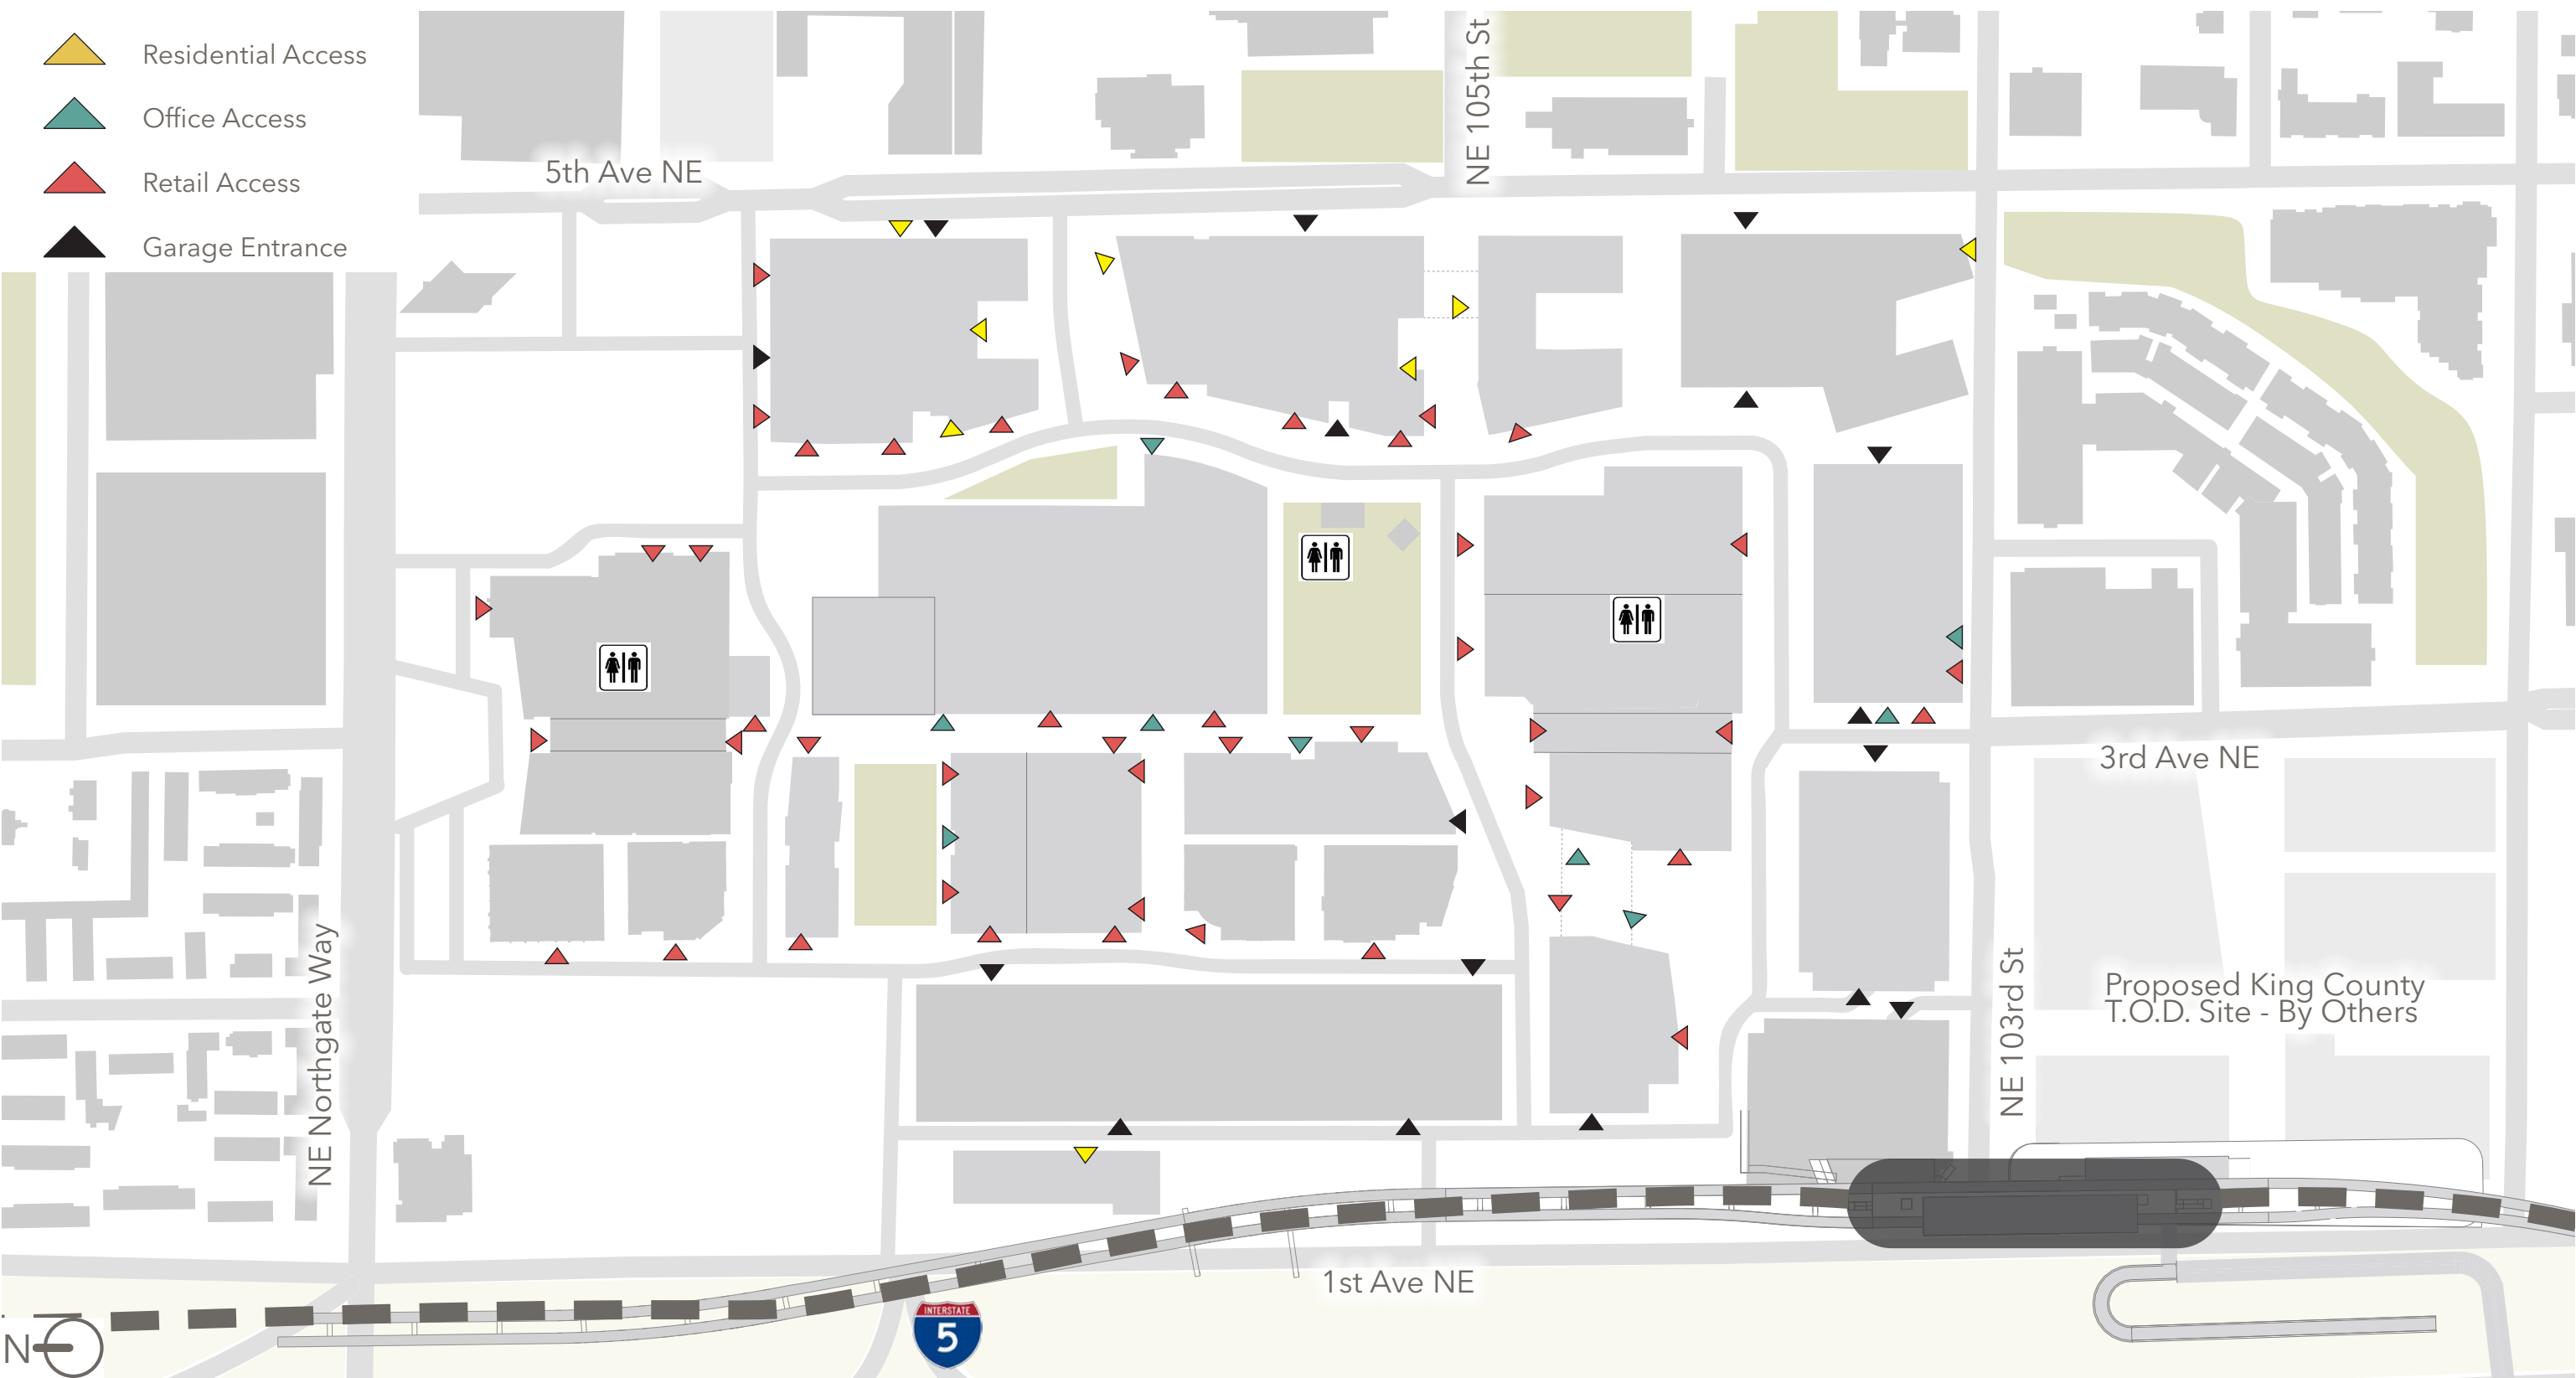 Residential Access
Office Access
Retail Access
Garage Entrance
5th Ave NE
NE 105th St
3rd Ave NE
NE Northgate Way
NE 103rd St
Proposed King County
T.O.D. Site - By Others
1st Ave NE
INTERSTATE
5
N